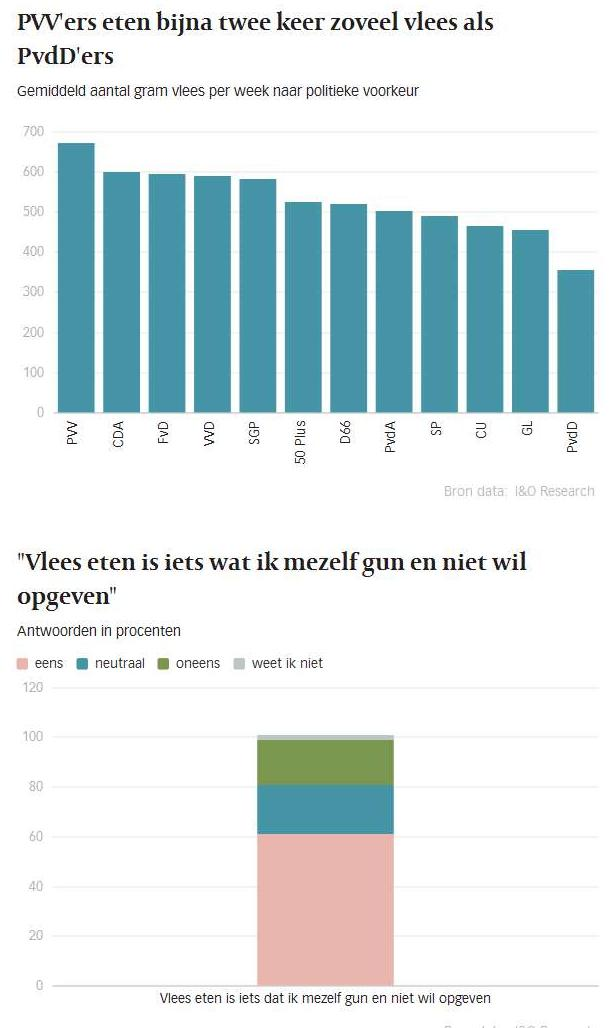 PVV'ers eten bijna twee keer zoveel vlees als
PvdD'ers
Gemiddeld aantal gram vlees per week naar politieke voorkeur
700
600
500
400
300
200
100
0
PVV
CDA
FvD
VVD
SGP
50 Plus
D66
PvdA
SP
CU
GL
PvdD
Bron data: I&O Research
"Vlees eten is iets wat ik mezelf gun en niet wil
opgeven"
Antwoorden in procenten
eens neutraal oneens weet ik niet
120
100
80
60
40
20
0
Vlees eten is iets dat ik mezelf gun en niet wil opgeven